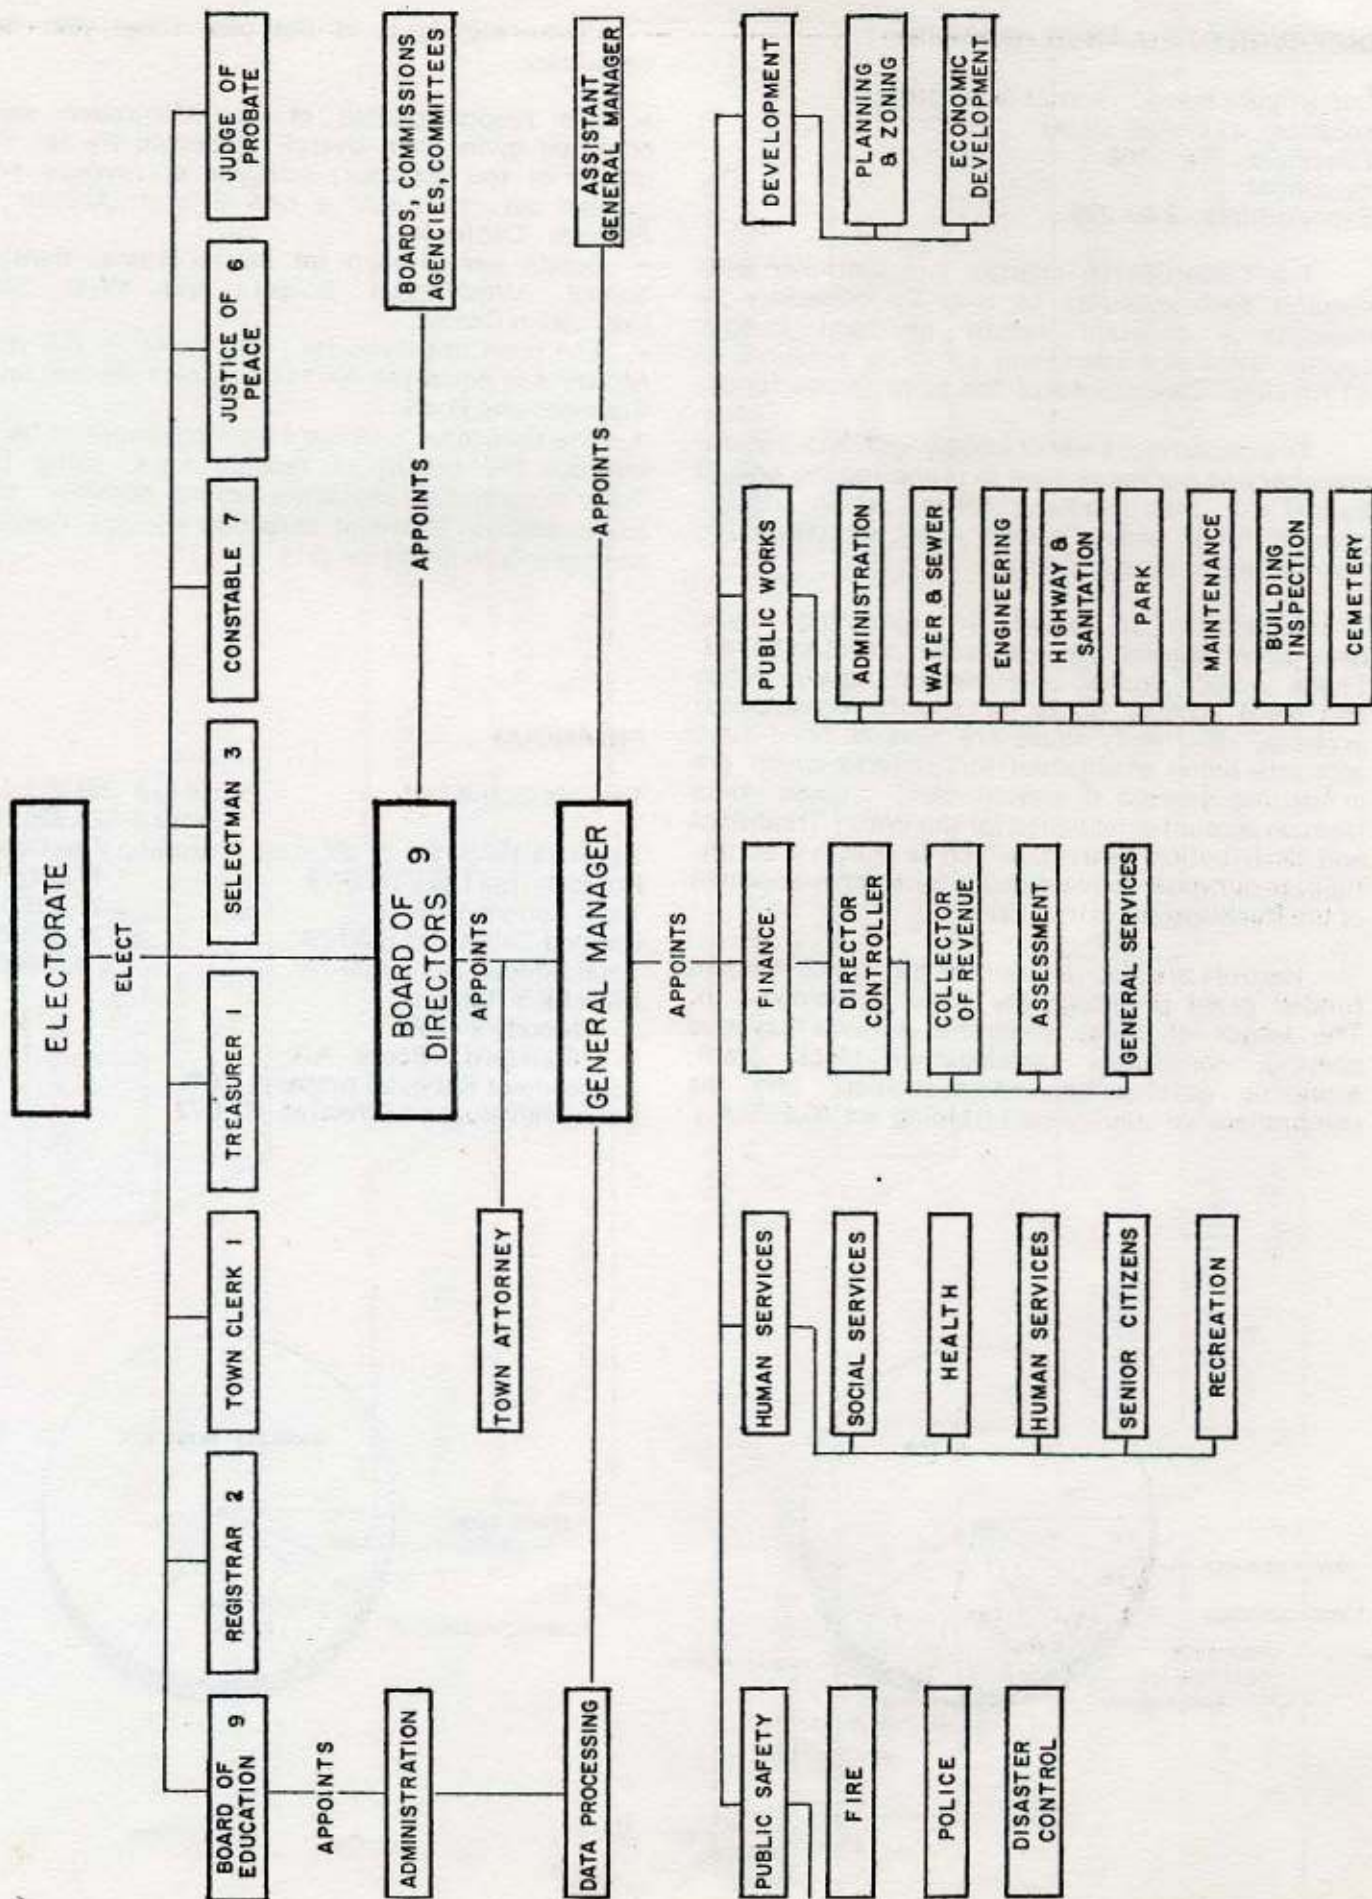 ELECTORATE
ELECT
BOARD OF
EDUCATION 9
REGISTRAR 2
TOWN CLERK 1
TREASURER 1
SELECTMAN 3
CONSTABLE 7
JUSTICE OF 6
PEACE
JUDGE OF
PROBATE
APPOINTS
ADMINISTRATION
BOARD OF 9
DIRECTORS
APPOINTS
BOARDS, COMMISSIONS
AGENCIES, COMMITTEES
APPOINTS
TOWN ATTORNEY
DATA PROCESSING
GENERAL MANAGER
APPOINTS
ASSISTANT
GENERAL MANAGER
APPOINTS
PUBLIC SAFETY
FIRE
POLICE
DISASTER
CONTROL
HUMAN SERVICES
SOCIAL SERVICES
HEALTH
HUMAN SERVICES
SENIOR CITIZENS
RECREATION
FINANCE
DIRECTOR
CONTROLLER
COLLECTOR
OF REVENUE
ASSESSMENT
GENERAL SERVICES
PUBLIC WORKS
ADMINISTRATION
WATER & SEWER
ENGINEERING
HIGHWAY &
SANITATION
PARK
MAINTENANCE
BUILDING
INSPECTION
CEMETERY
DEVELOPMENT
PLANNING
& ZONING
ECONOMIC
DEVELOPMENT